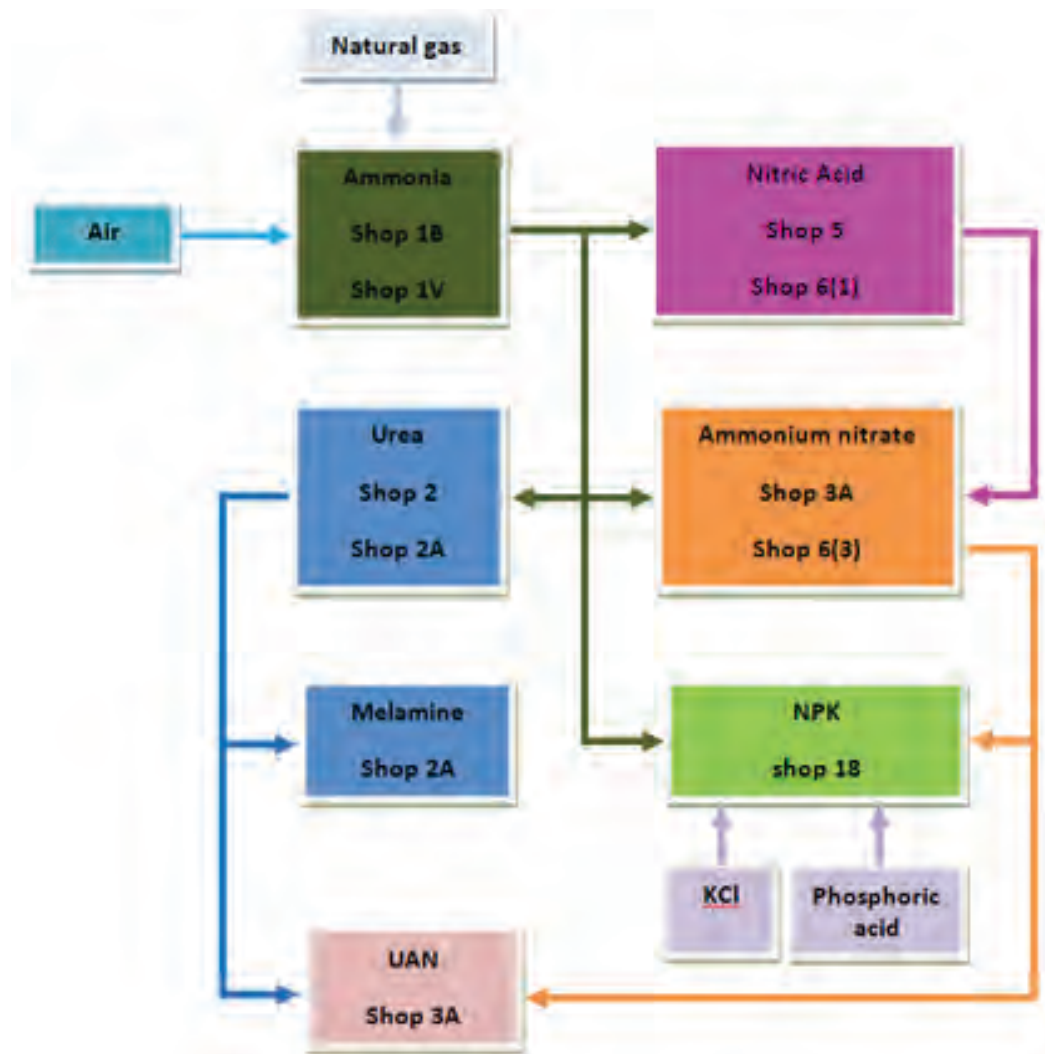 Natural gas
Ammonia
Shop 1B
Shop 1V
Nitric Acid
Shop 5
Shop 6(1)
Air
Urea
Shop 2
Shop 2A
Ammonium nitrate
Shop 3A
Shop 6(3)
Melamine
Shop 2A
NPK
shop 18
KCl
Phosphoric
acid
UAN
Shop 3A